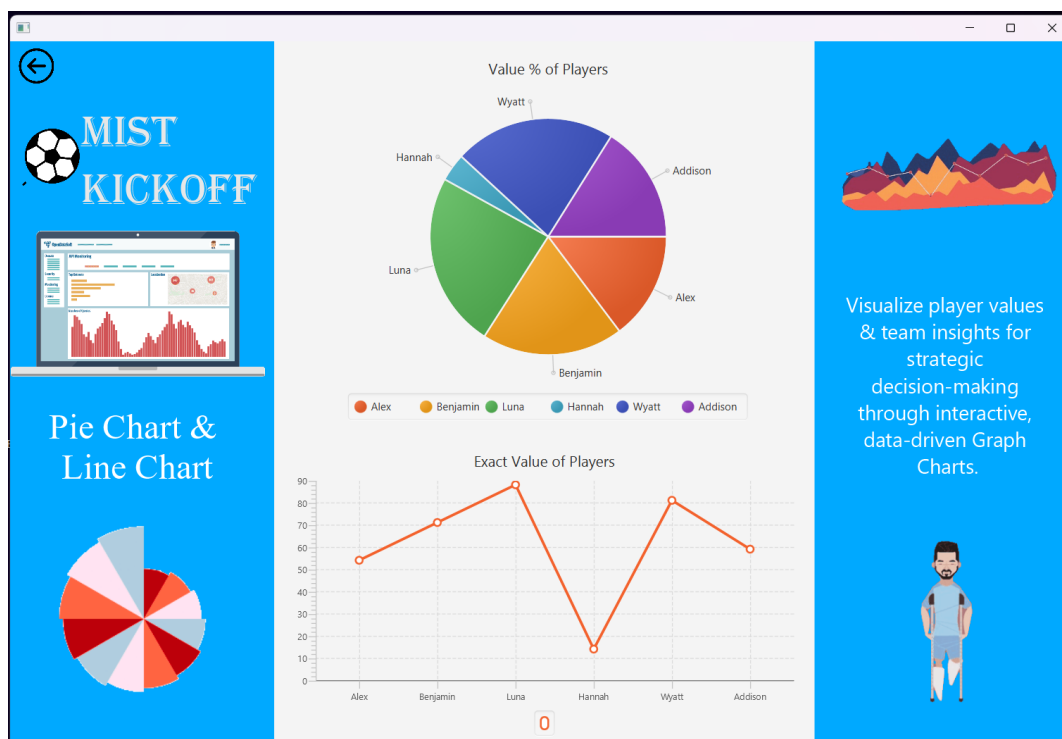 MIST
KICKOFF
Pie Chart &
Line Chart
Value % of Players
Wyatt
Hannah
Addison
Luna
Alex
Benjamin
Alex Benjamin Luna Hannah Wyatt Addison
Exact Value of Players
90
80
70
60
50
40
30
20
10
0
Alex Benjamin Luna Hannah Wyatt Addison
Visualize player values
& team insights for
strategic
decision-making
through interactive,
data-driven Graph
Charts.